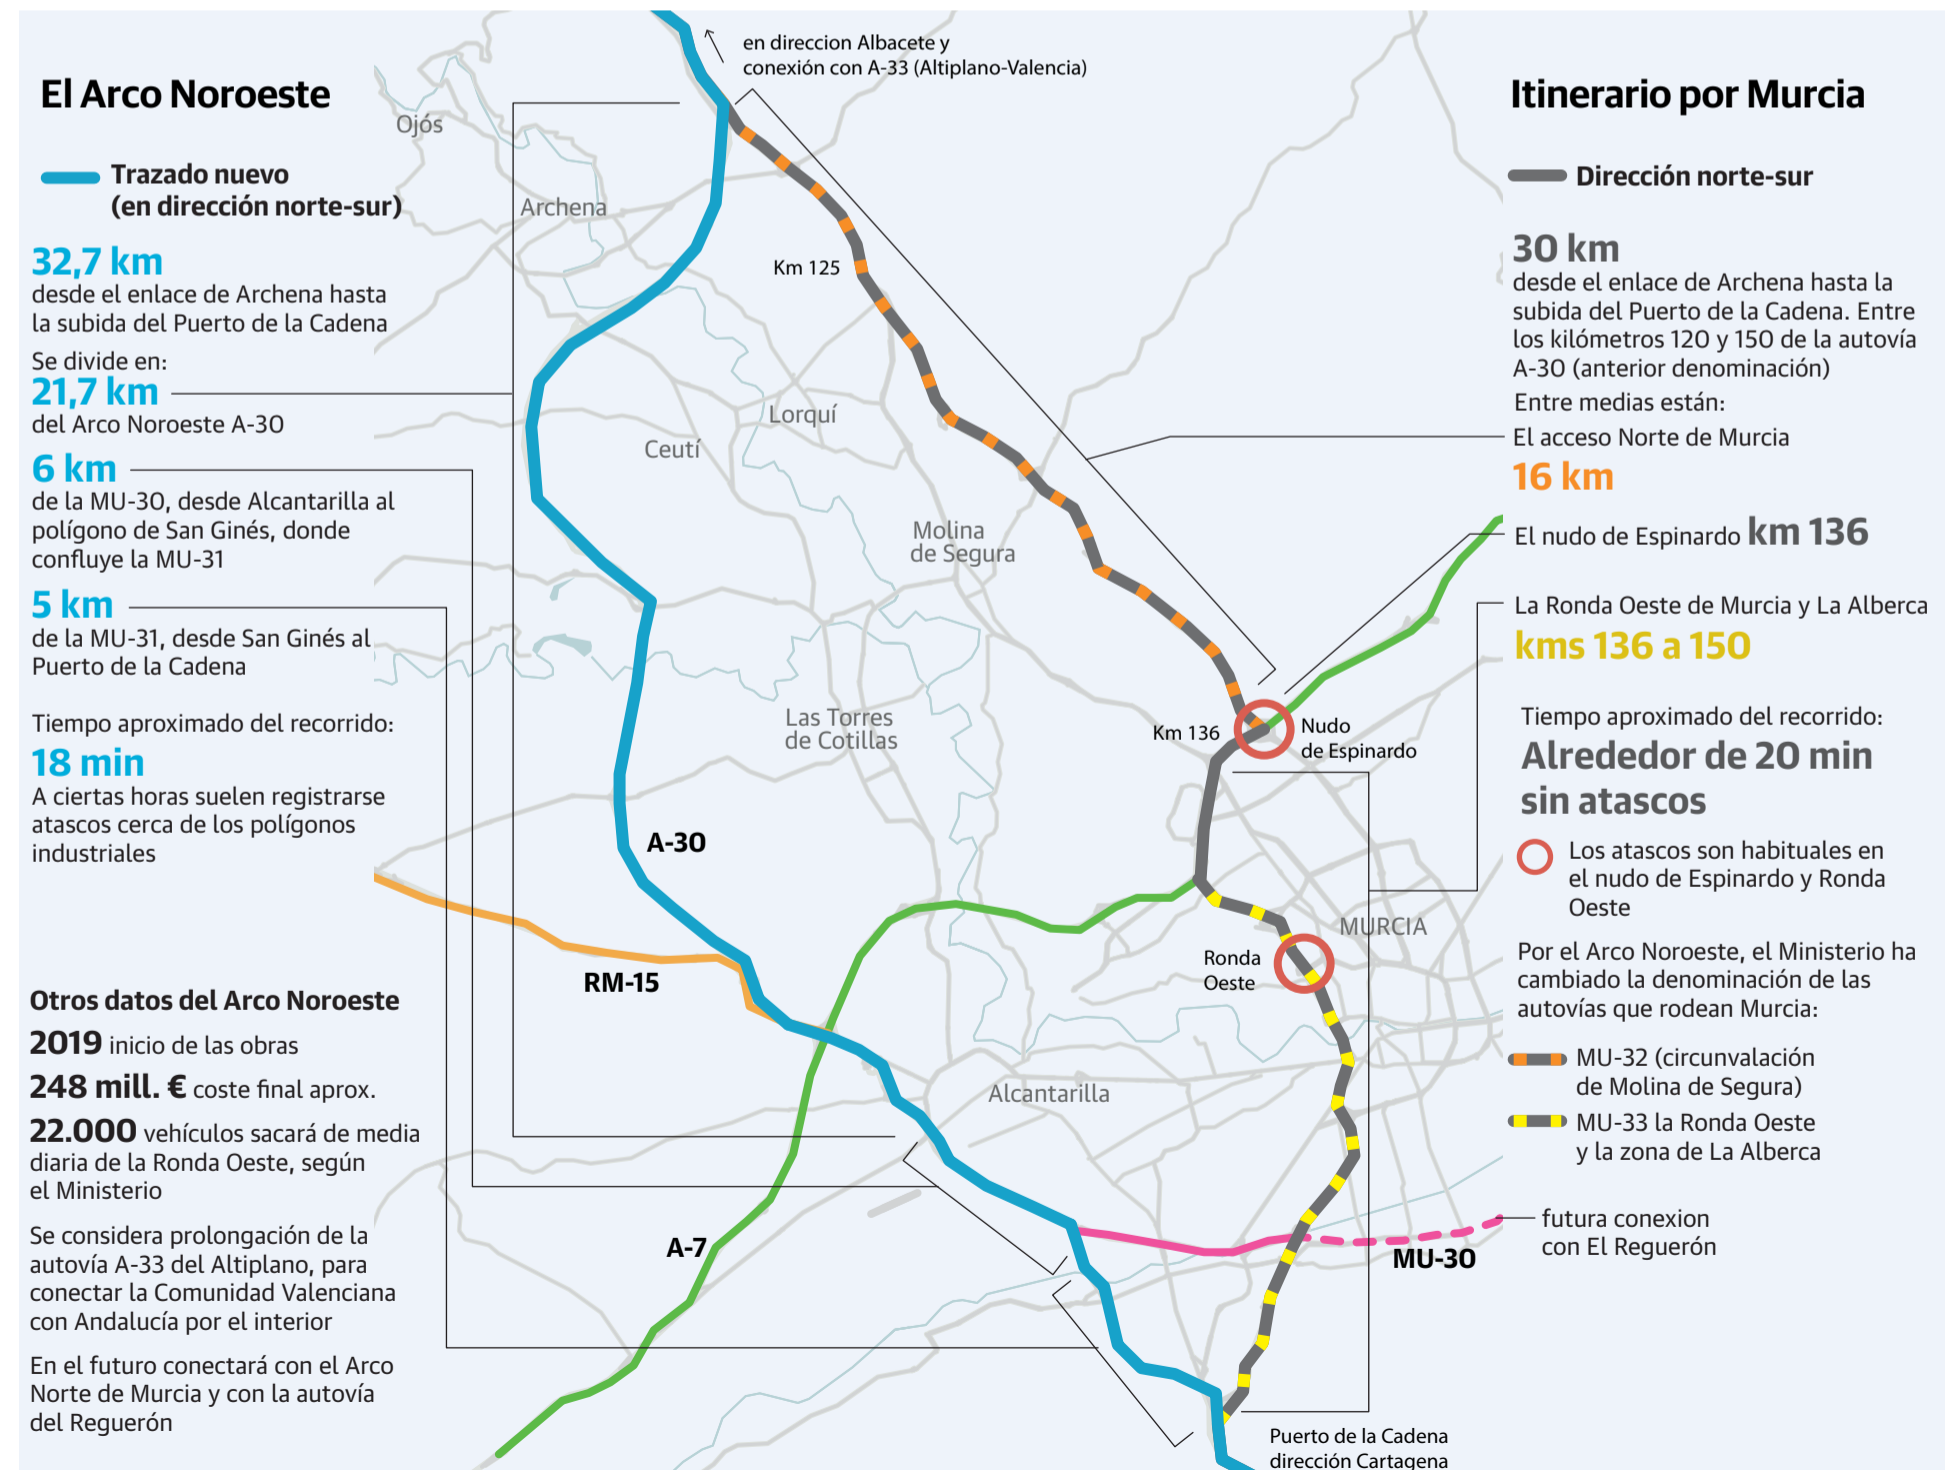 El Arco Noroeste
Trazado nuevo
(en dirección norte-sur)
32,7 km
desde el enlace de Archena hasta
la subida del Puerto de la Cadena
Se divide en:
21,7 km
del Arco Noroeste A-30
6 km
de la MU-30, desde Alcantarilla al
polígono de San Ginés, donde
confluye la MU-31
5 km
de la MU-31, desde San Ginés al
Puerto de la Cadena
Tiempo aproximado del recorrido:
18 min
A ciertas horas suelen registrarse
atascos cerca de los polígonos
industriales
Otros datos del Arco Noroeste
2019 inicio de las obras
248 mill. € coste final aprox.
22.000 vehículos sacará de media
diaria de la Ronda Oeste, según
el Ministerio
Se considera prolongación de la
autovía A-33 del Altiplano, para
conectar la Comunidad Valenciana
con Andalucía por el interior
En el futuro conectará con el Arco
Norte de Murcia y con la autovía
del Reguerón
en direccion Albacete y
conexión con A-33 (Altiplano-Valencia)
Ojós
Archena
Km 125
Lorquí
Ceutí
Molina
de Segura
Las Torres
de Cotillas
Km 136
Nudo
de Espinardo
A-30
RM-15
MURCIA
Ronda
Oeste
Alcantarilla
A-7
MU-30
Puerto de la Cadena
dirección Cartagena
Itinerario por Murcia
Dirección norte-sur
30 km
desde el enlace de Archena hasta la
subida del Puerto de la Cadena. Entre
los kilómetros 120 y 150 de la autovía
A-30 (anterior denominación)
Entre medias están:
El acceso Norte de Murcia
16 km
El nudo de Espinardo km 136
La Ronda Oeste de Murcia y La Alberca
kms 136 a 150
Tiempo aproximado del recorrido:
Alrededor de 20 min
sin atascos
Los atascos son habituales en
el nudo de Espinardo y Ronda
Oeste
Por el Arco Noroeste, el Ministerio ha
cambiado la denominación de las
autovías que rodean Murcia:
MU-32 (circunvalación
de Molina de Segura)
MU-33 la Ronda Oeste
y la zona de La Alberca
futura conexion
con El Reguerón